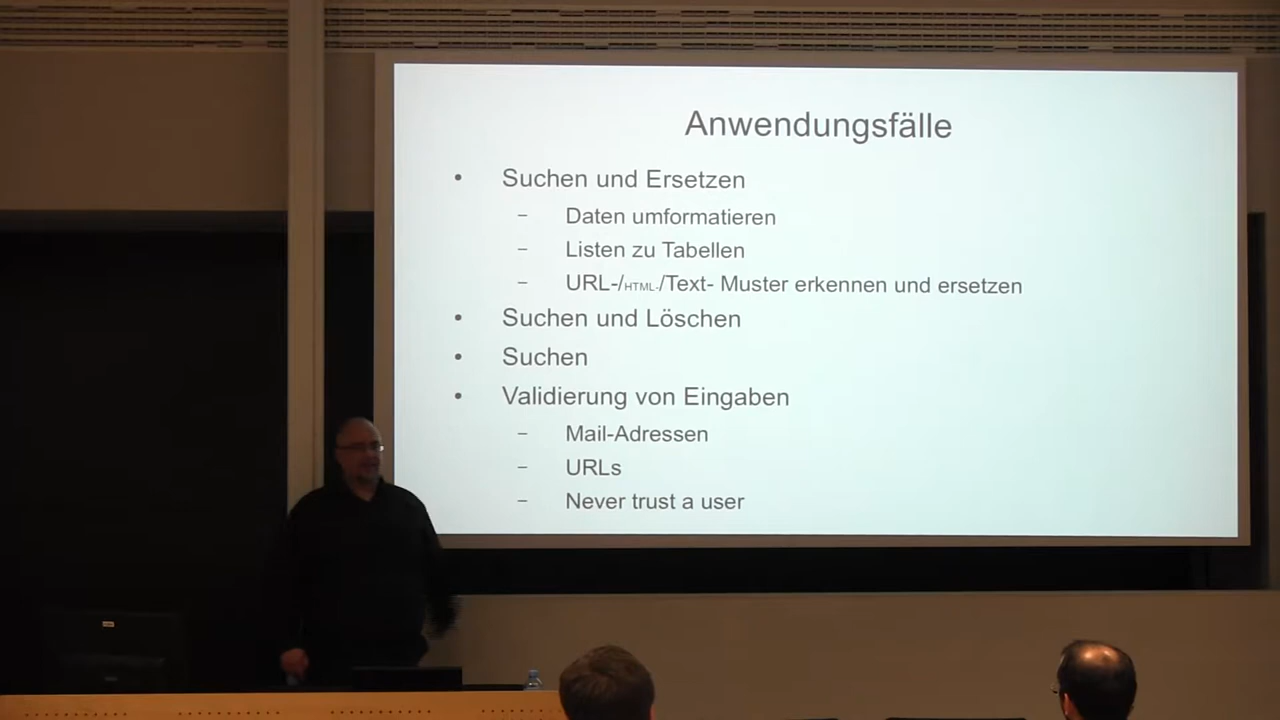 Anwendungsfälle
• Suchen und Ersetzen
– Daten umformatieren
– Listen zu Tabellen
– URL-/HTML-/Text- Muster erkennen und ersetzen
• Suchen und Löschen
• Suchen
• Validierung von Eingaben
– Mail-Adressen
– URLs
– Never trust a user